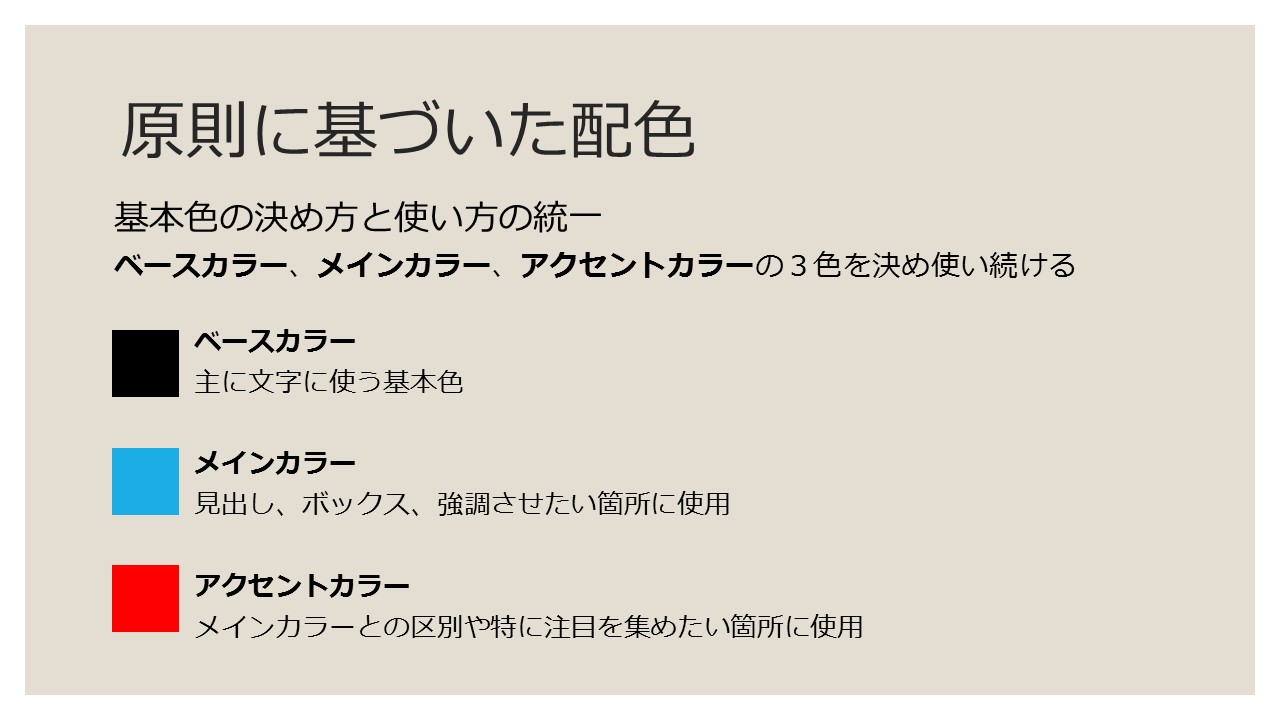 原則に基づいた配色
基本色の決め方と使い方の統一
ベースカラー、メインカラー、アクセントカラーの３色を決め使い続ける
ベースカラー
主に文字に使う基本色
メインカラー
見出し、ボックス、強調させたい箇所に使用
アクセントカラー
メインカラーとの区別や特に注目を集めたい箇所に使用